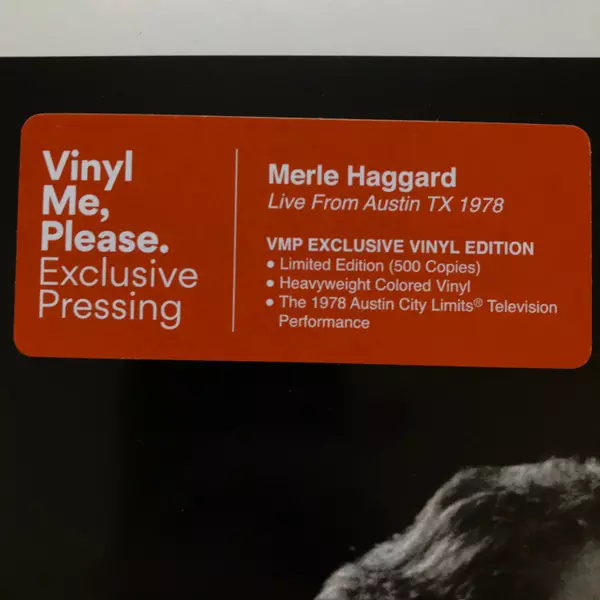 Vinyl
Me,
Please.
Exclusive
Pressing
Merle Haggard
Live From Austin TX 1978
VMP EXCLUSIVE VINYL EDITION
• Limited Edition (500 Copies)
• Heavyweight Colored Vinyl
• The 1978 Austin City Limits® Television
Performance